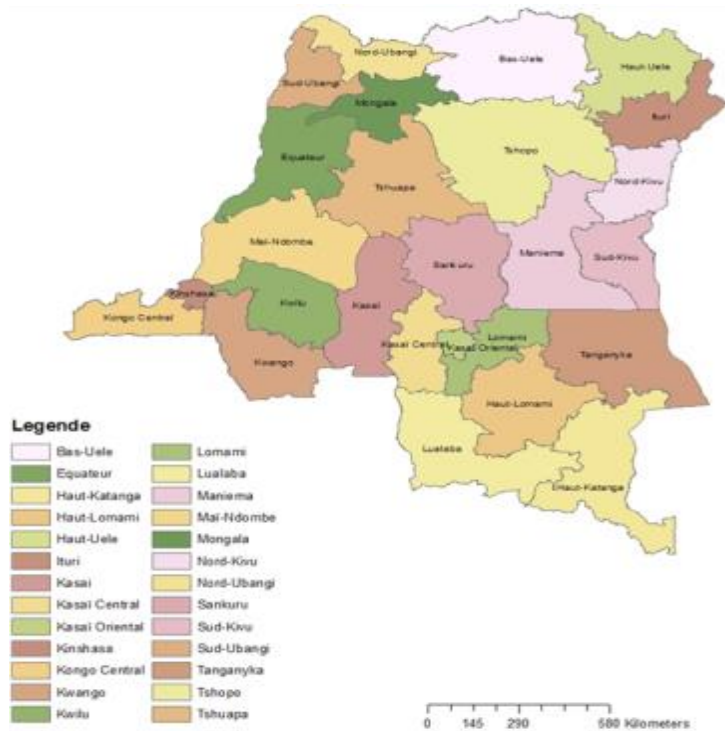 Nord-Ubangi
Bas-Uele
Haut-Uele
Sud-Ubangi
Mongala
Ituri
Equateur
Tshopo
Tshuapa
Nord-Kivu
Mai-Ndombe
Sankuru
Maniema
Sud-Kivu
Kinshasa
Kwilu
Kasai
Kongo Central
Kasai Central
Lomami
Kasai Oriental
Kwango
Tanganyka
Haut-Lomami
Lualaba
Haut-Katanga
Legende
Bas-Uele
Equateur
Haut-Katanga
Haut-Lomami
Haut-Uele
Ituri
Kasai
Kasaï Central
Kasaï Oriental
Kinshasa
Kongo Central
Kwango
Kwilu
Lomami
Lualaba
Maniema
Maï-Ndombe
Mongala
Nord-Kivu
Nord-Ubangi
Sankuru
Sud-Kivu
Sud-Ubangi
Tanganyka
Tshopo
Tshuapa
0 145 290 580 Kilometers